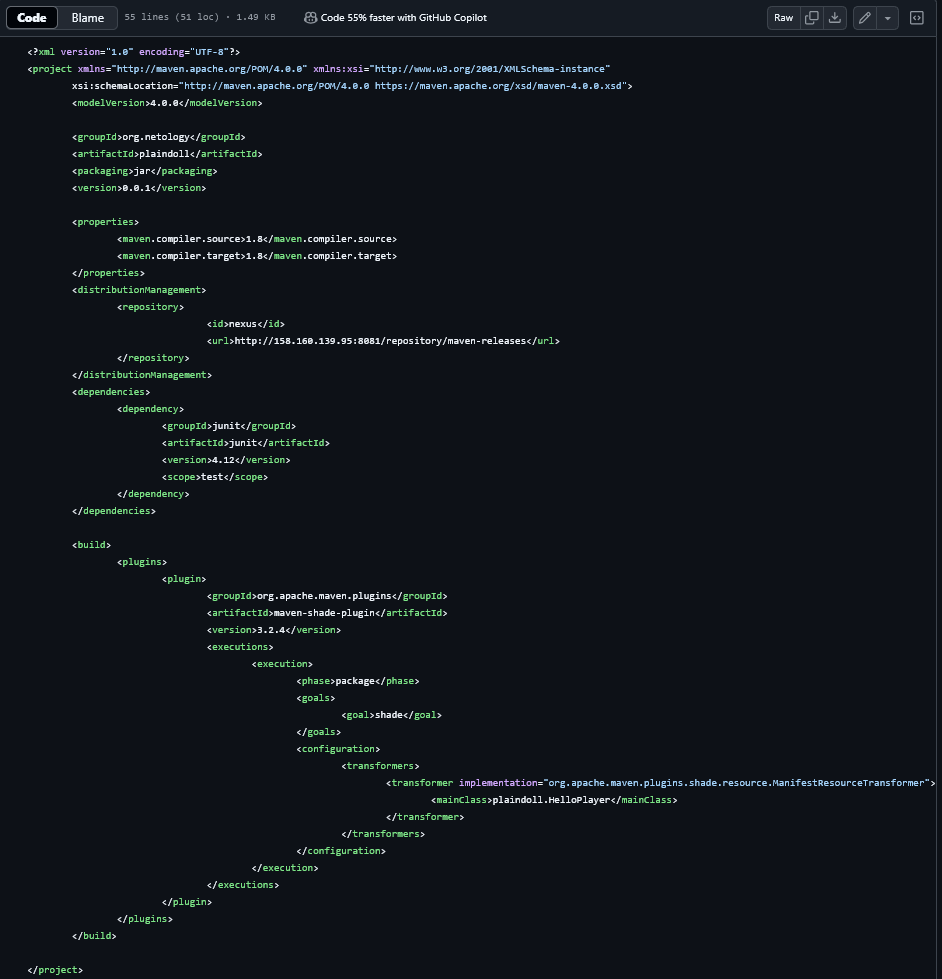 Code Blame 55 lines (51 loc) · 1.49 KB Code 55% faster with GitHub Copilot Raw
<?xml version="1.0" encoding="UTF-8"?>
<project xmlns="http://maven.apache.org/POM/4.0.0" xmlns:xsi="http://www.w3.org/2001/XMLSchema-instance"
        xsi:schemaLocation="http://maven.apache.org/POM/4.0.0 https://maven.apache.org/xsd/maven-4.0.0.xsd">
        <modelVersion>4.0.0</modelVersion>

        <groupId>org.netology</groupId>
        <artifactId>plaindoll</artifactId>
        <packaging>jar</packaging>
        <version>0.0.1</version>

        <properties>
                <maven.compiler.source>1.8</maven.compiler.source>
                <maven.compiler.target>1.8</maven.compiler.target>
        </properties>
        <distributionManagement>
                <repository>
                                <id>nexus</id>
                                <url>http://158.160.139.95:8081/repository/maven-releases</url>
                </repository>
        </distributionManagement>
        <dependencies>
                <dependency>
                        <groupId>junit</groupId>
                        <artifactId>junit</artifactId>
                        <version>4.12</version>
                        <scope>test</scope>
                </dependency>
        </dependencies>

        <build>
                <plugins>
                        <plugin>
                                <groupId>org.apache.maven.plugins</groupId>
                                <artifactId>maven-shade-plugin</artifactId>
                                <version>3.2.4</version>
                                <executions>
                                        <execution>
                                                <phase>package</phase>
                                                <goals>
                                                        <goal>shade</goal>
                                                </goals>
                                                <configuration>
                                                        <transformers>
                                                                <transformer implementation="org.apache.maven.plugins.shade.resource.ManifestResourceTransformer">
                                                                        <mainClass>plaindoll.HelloPlayer</mainClass>
                                                                </transformer>
                                                        </transformers>
                                                </configuration>
                                        </execution>
                                </executions>
                        </plugin>
                </plugins>
        </build>

</project>